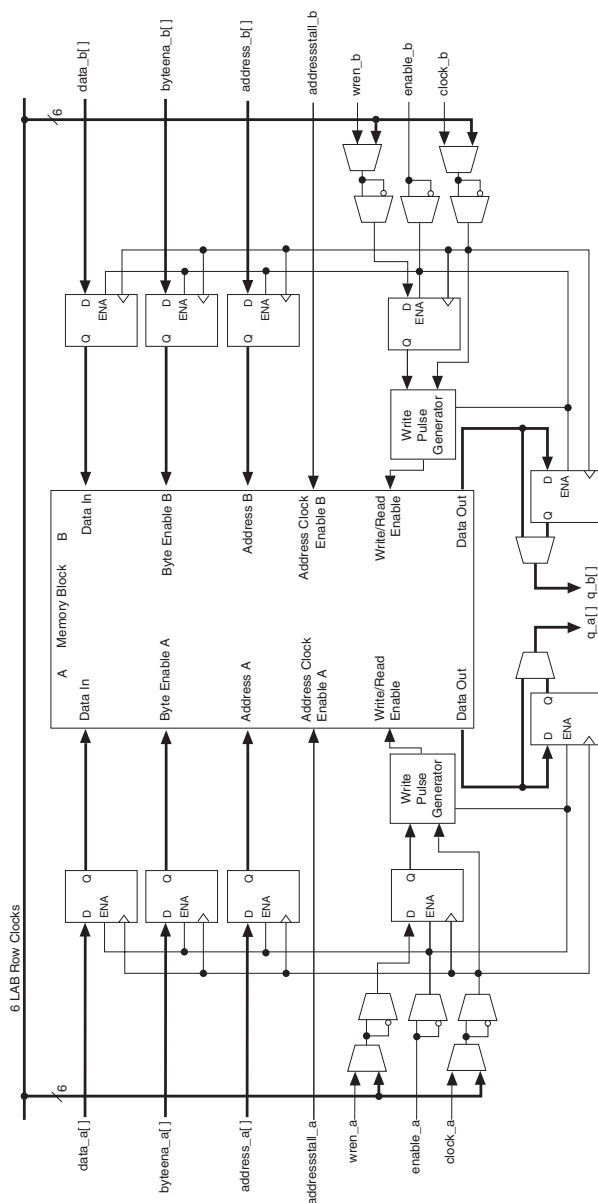 6 LAB Row Clocks
6
6
data_a[ ]
byteena_a[ ]
address_a[ ]
addressstall_a
wren_a
enable_a
clock_a
D
Q
ENA
D
Q
ENA
D
Q
ENA
D
Q
ENA
Write
Pulse
Generator
A
Memory Block
B
Data In
Byte Enable A
Address A
Address Clock
Enable A
Write/Read
Enable
Data Out
Data In
Byte Enable B
Address B
Address Clock
Enable B
Write/Read
Enable
Data Out
D
Q
ENA
D
Q
ENA
q_a[ ]
q_b[ ]
Write
Pulse
Generator
Q
D
ENA
Q
D
ENA
Q
D
ENA
Q
D
ENA
data_b[ ]
byteena_b[ ]
address_b[ ]
addressstall_b
wren_b
enable_b
clock_b